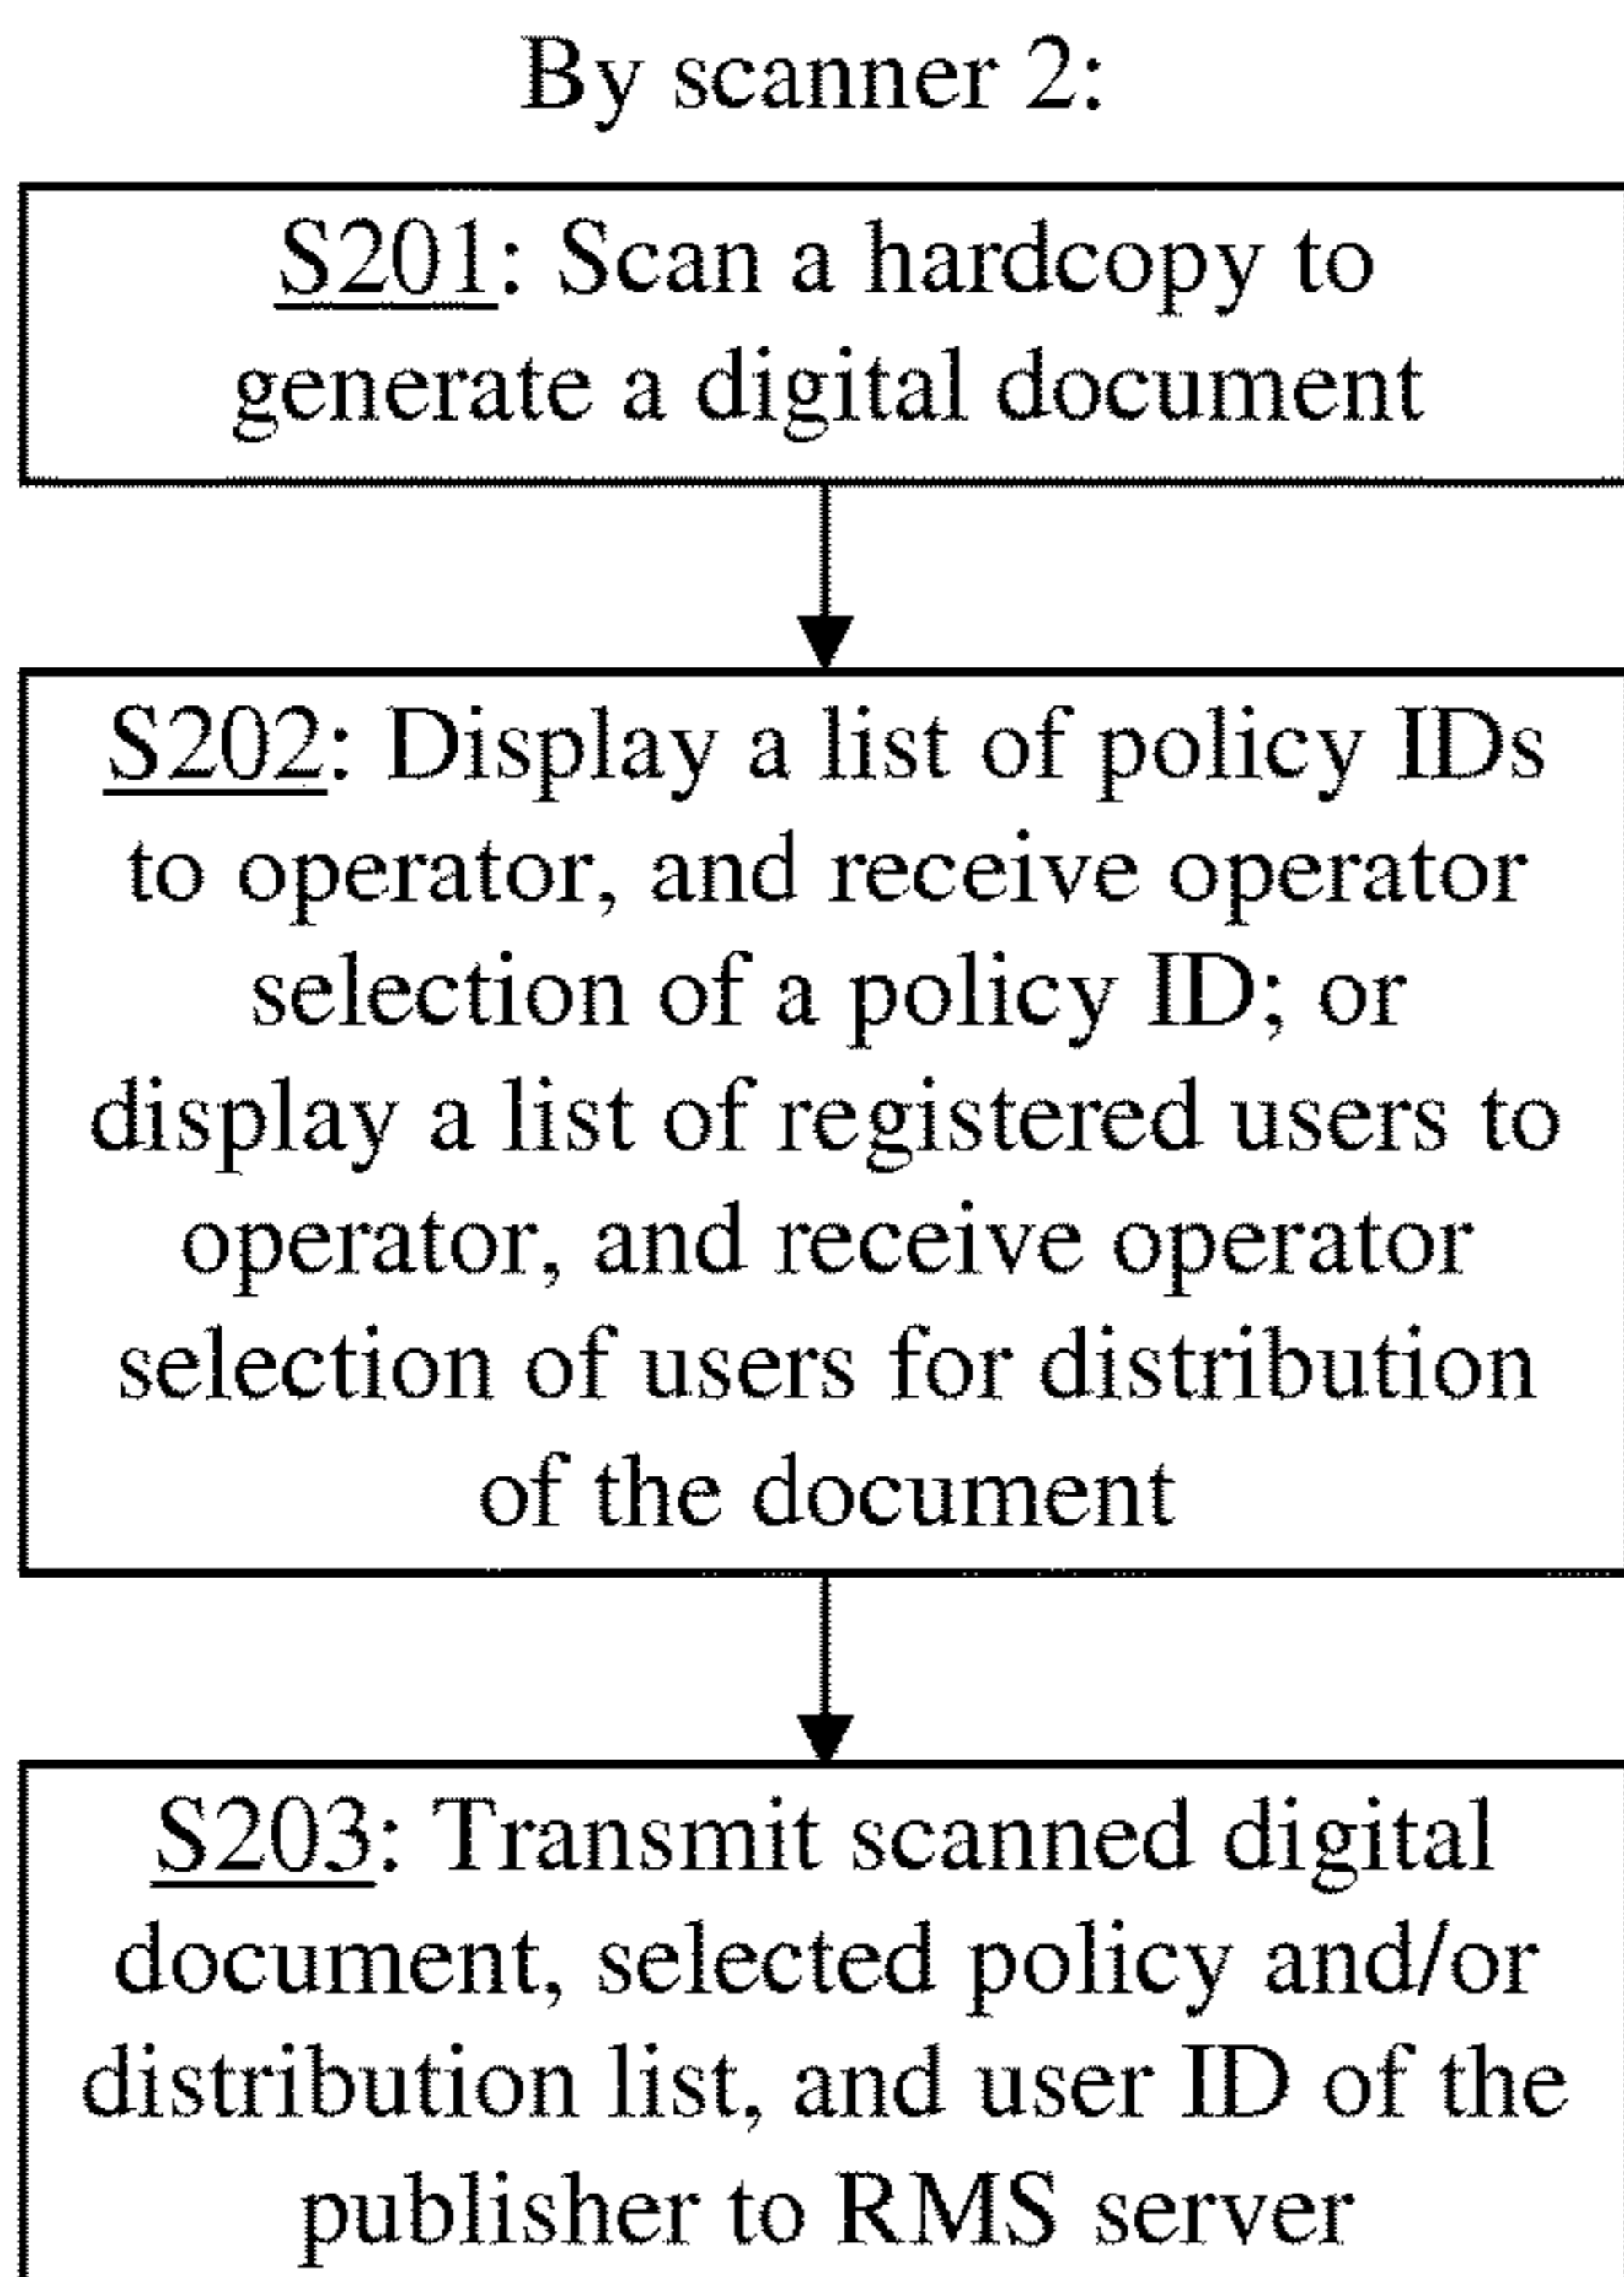 By scanner 2:
S201: Scan a hardcopy to
generate a digital document
S202: Display a list of policy IDs
to operator, and receive operator
selection of a policy ID; or
display a list of registered users to
operator, and receive operator
selection of users for distribution
of the document
S203: Transmit scanned digital
document, selected policy and/or
distribution list, and user ID of the
publisher to RMS server